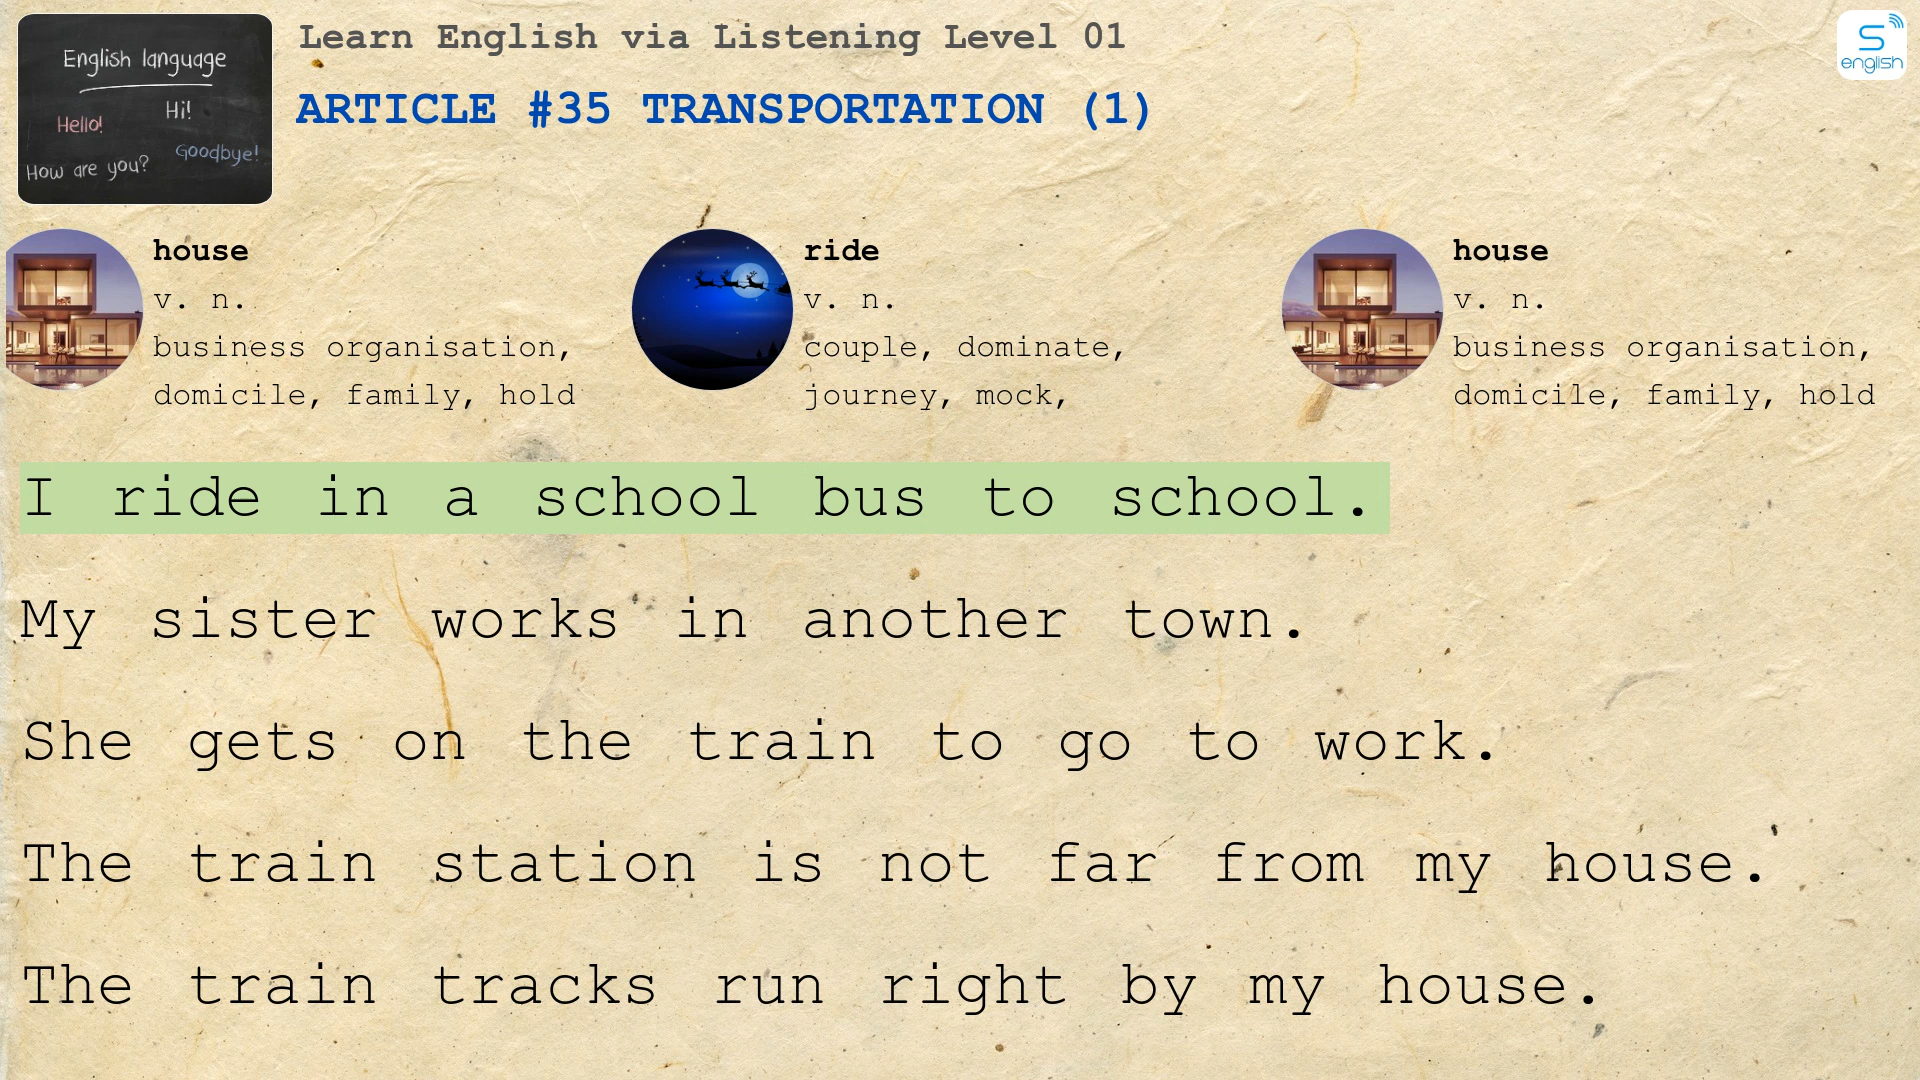 English language
Hi!
Hello!
Goodbye!
How are you?
Learn English via Listening Level 01
ARTICLE #35 TRANSPORTATION (1)
S
english
house
v. n.
business organisation,
domicile, family, hold
ride
v. n.
couple, dominate,
journey, mock,
house
v. n.
business organisation,
domicile, family, hold
I ride in a school bus to school.
My sister works in another town.
She gets on the train to go to work.
The train station is not far from my house.
The train tracks run right by my house.